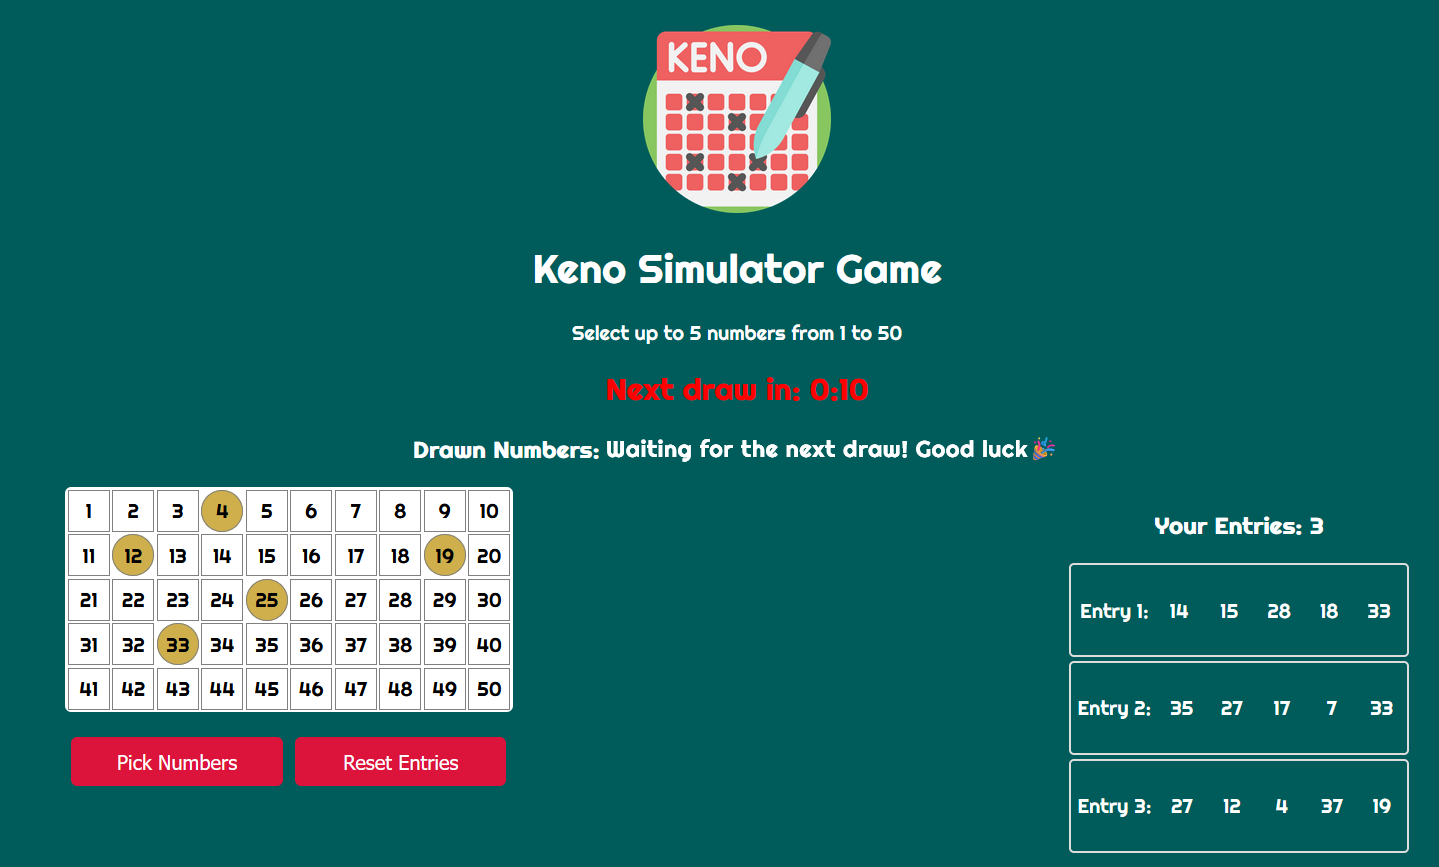 KENO
Keno Simulator Game
Select up to 5 numbers from 1 to 50
Next draw in: 0:10
Drawn Numbers: Waiting for the next draw! Good luck🎉
1 2 3 4 5 6 7 8 9 10
11 12 13 14 15 16 17 18 19 20
21 22 23 24 25 26 27 28 29 30
31 32 33 34 35 36 37 38 39 40
41 42 43 44 45 46 47 48 49 50
Pick Numbers
Reset Entries
Your Entries: 3
Entry 1: 14 15 28 18 33
Entry 2: 35 27 17 7 33
Entry 3: 27 12 4 37 19